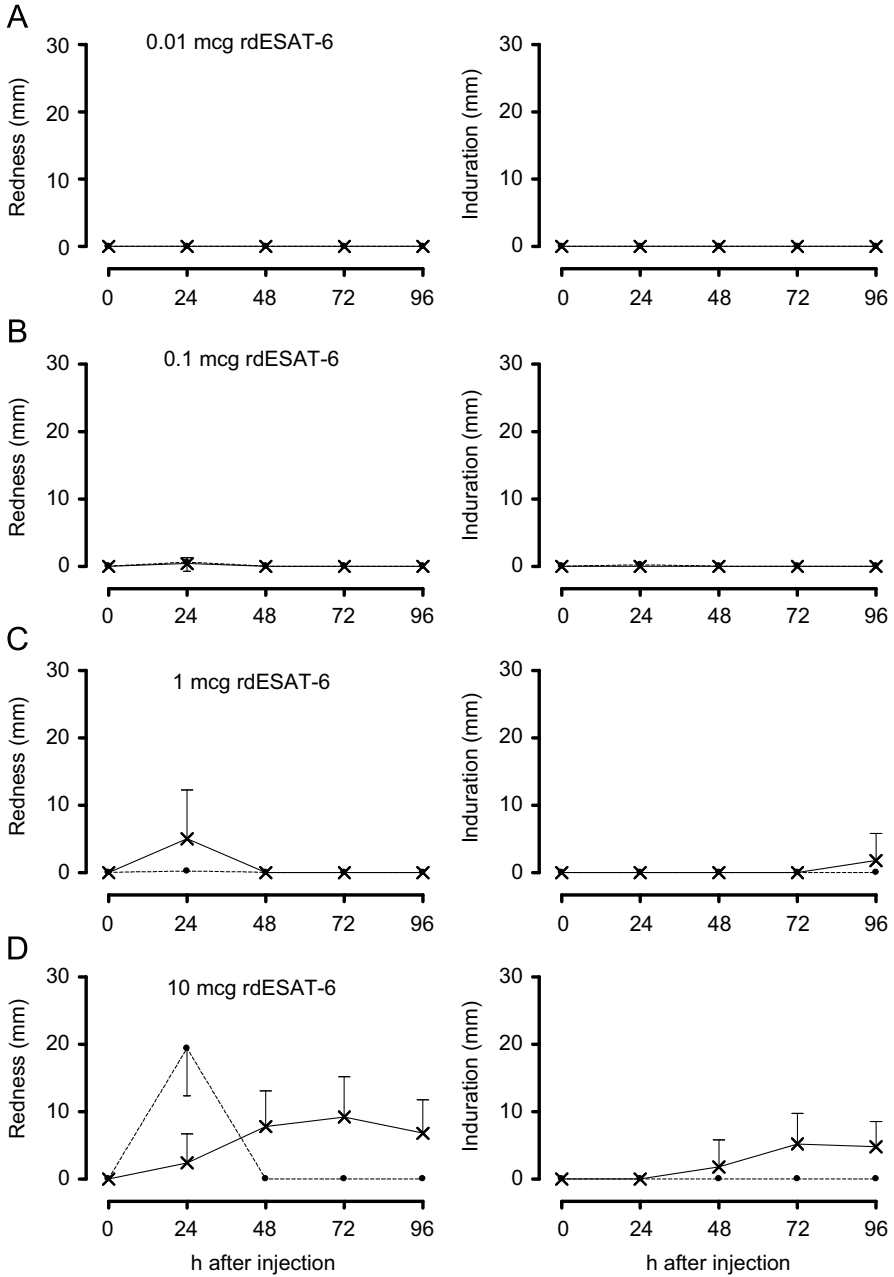 A
0.01 mcg rdESAT-6
Redness (mm)
30
20
10
0
0 24 48 72 96
Induration (mm)
30
20
10
0
0 24 48 72 96
B
0.1 mcg rdESAT-6
Redness (mm)
30
20
10
0
0 24 48 72 96
Induration (mm)
30
20
10
0
0 24 48 72 96
C
1 mcg rdESAT-6
Redness (mm)
30
20
10
0
0 24 48 72 96
Induration (mm)
30
20
10
0
0 24 48 72 96
D
10 mcg rdESAT-6
Redness (mm)
30
20
10
0
0 24 48 72 96
h after injection
Induration (mm)
30
20
10
0
0 24 48 72 96
h after injection